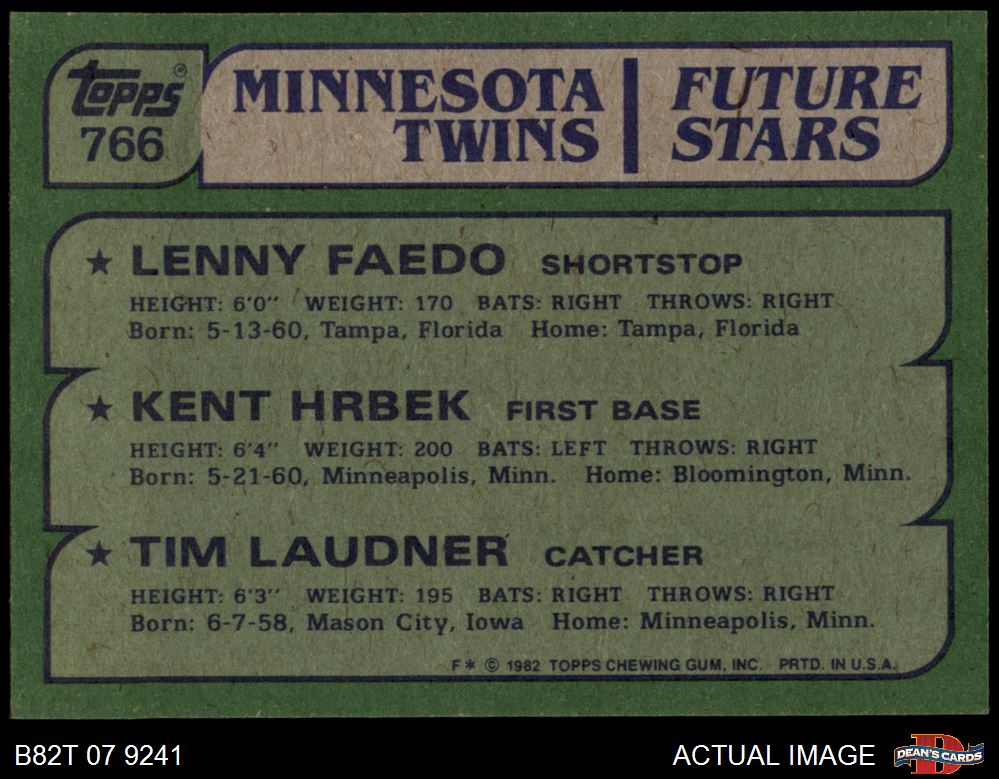 Topps®
766
MINNESOTA TWINS
FUTURE STARS
★ LENNY FAEDO SHORTSTOP
HEIGHT: 6'0" WEIGHT: 170 BATS: RIGHT THROWS: RIGHT
Born: 5-13-60, Tampa, Florida Home: Tampa, Florida
★ KENT HRBEK FIRST BASE
HEIGHT: 6'4" WEIGHT: 200 BATS: LEFT THROWS: RIGHT
Born: 5-21-60, Minneapolis, Minn. Home: Bloomington, Minn.
★ TIM LAUDNER CATCHER
HEIGHT: 6'3" WEIGHT: 195 BATS: RIGHT THROWS: RIGHT
Born: 6-7-58, Mason City, Iowa Home: Minneapolis, Minn.
F* © 1982 TOPPS CHEWING GUM, INC. PRTD. IN U.S.A.
B82T 07 9241
ACTUAL IMAGE
DEAN'S CARDS